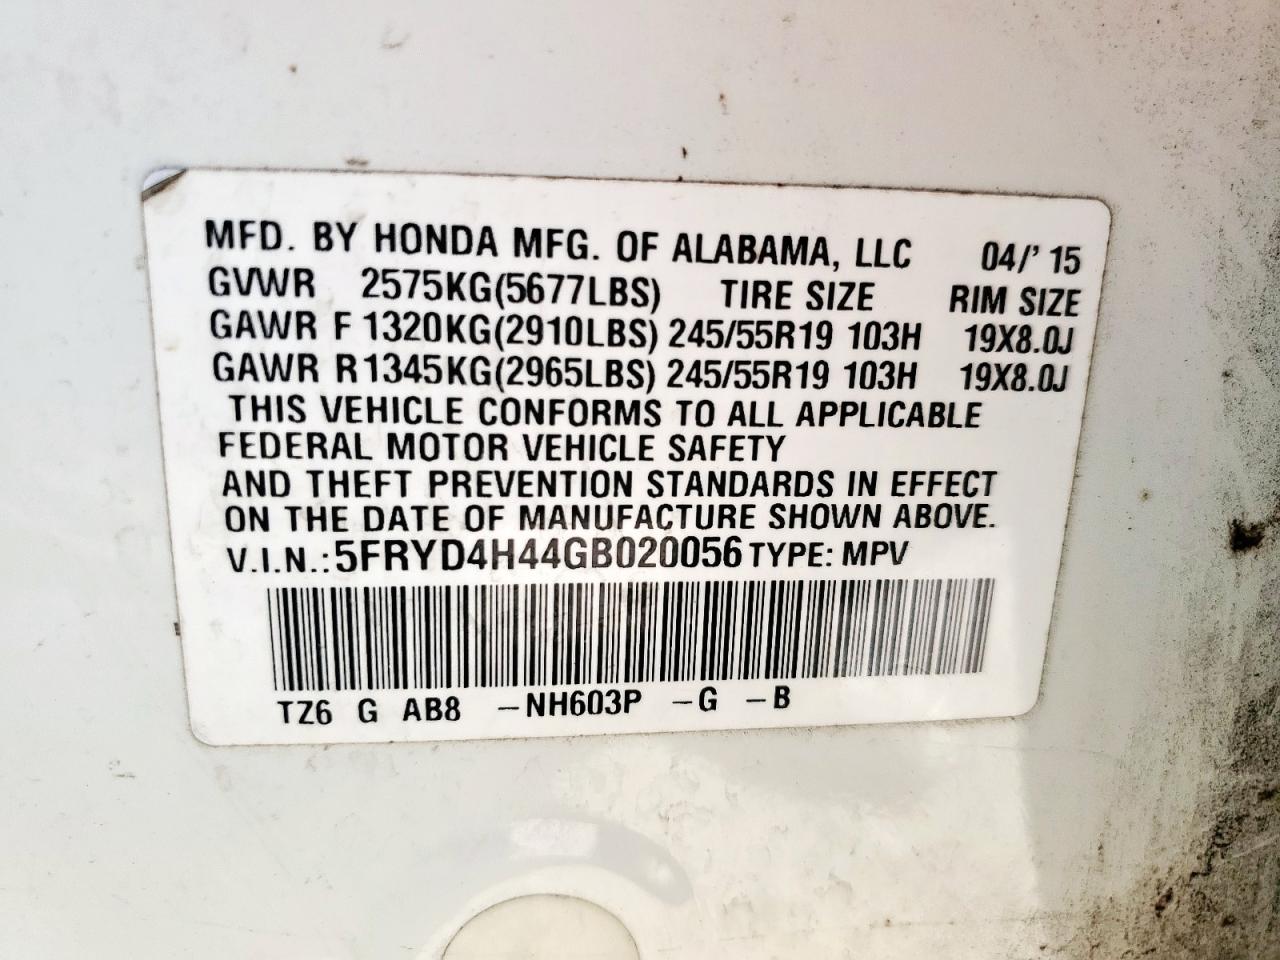 MFD. BY HONDA MFG. OF ALABAMA, LLC 04/' 15
GVWR 2575KG(5677LBS) TIRE SIZE RIM SIZE
GAWR F 1320KG(2910LBS) 245/55R19 103H 19X8.0J
GAWR R 1345KG(2965LBS) 245/55R19 103H 19X8.0J
THIS VEHICLE CONFORMS TO ALL APPLICABLE
FEDERAL MOTOR VEHICLE SAFETY
AND THEFT PREVENTION STANDARDS IN EFFECT
ON THE DATE OF MANUFACTURE SHOWN ABOVE.
V.I.N.: 5FRYD4H44GB020056 TYPE: MPV
TZ6 G AB8 –NH603P –G –B